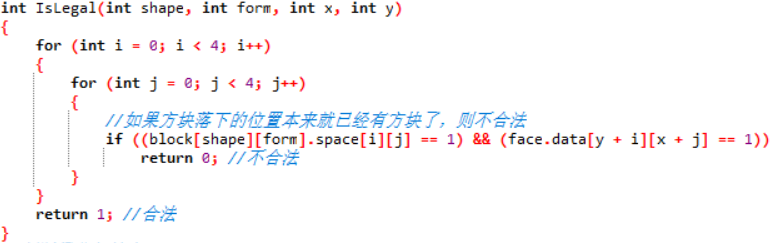 int IsLegal(int shape, int form, int x, int y)
{
    for (int i = 0; i < 4; i++)
    {
        for (int j = 0; j < 4; j++)
        {
            //如果方块落下的位置本来就已经有方块了，则不合法
            if ((block[shape][form].space[i][j] == 1) && (face.data[y + i][x + j] == 1))
                return 0; //不合法
        }
    }
    return 1; //合法
}